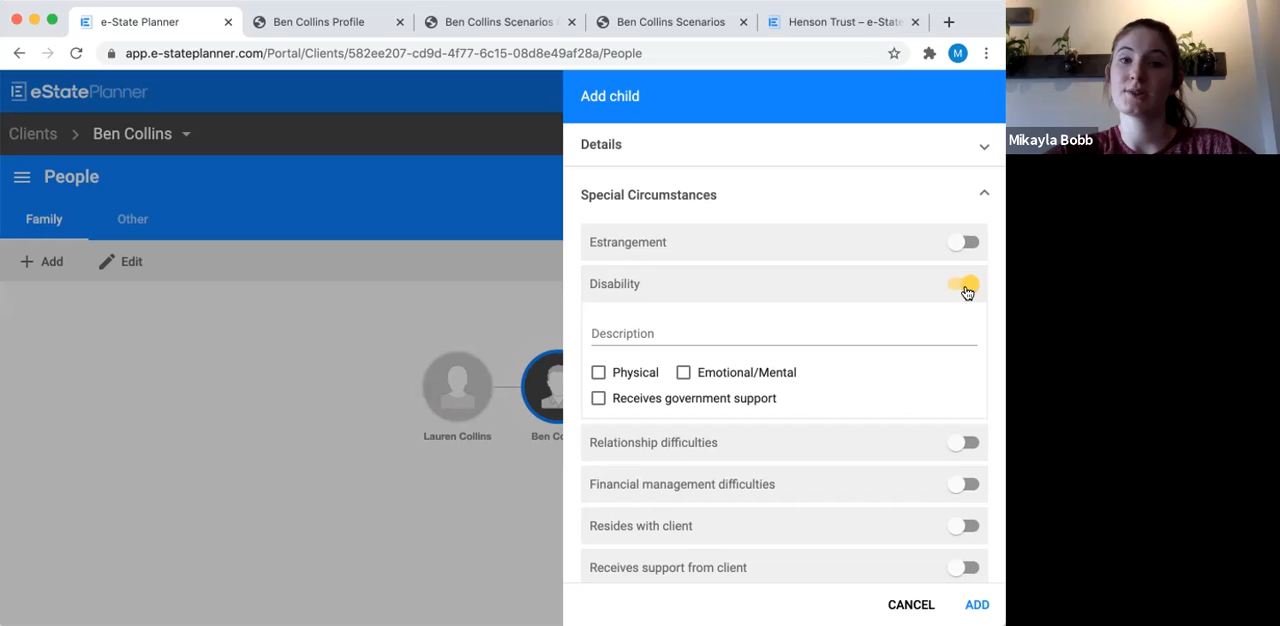 e-State Planner
Ben Collins Profile
Ben Collins Scenarios
Ben Collins Scenarios
Henson Trust – e-State
app.e-stateplanner.com/Portal/Clients/582ee207-cd9d-4f77-6c15-08d8e49af28a/People
M
eStatePlanner
Clients > Ben Collins
People
Family Other
+ Add Edit
Lauren Collins
Ben Co
Add child
Details
Special Circumstances
Estrangement
Disability
Description
Physical Emotional/Mental
Receives government support
Relationship difficulties
Financial management difficulties
Resides with client
Receives support from client
CANCEL ADD
Mikayla Bobb